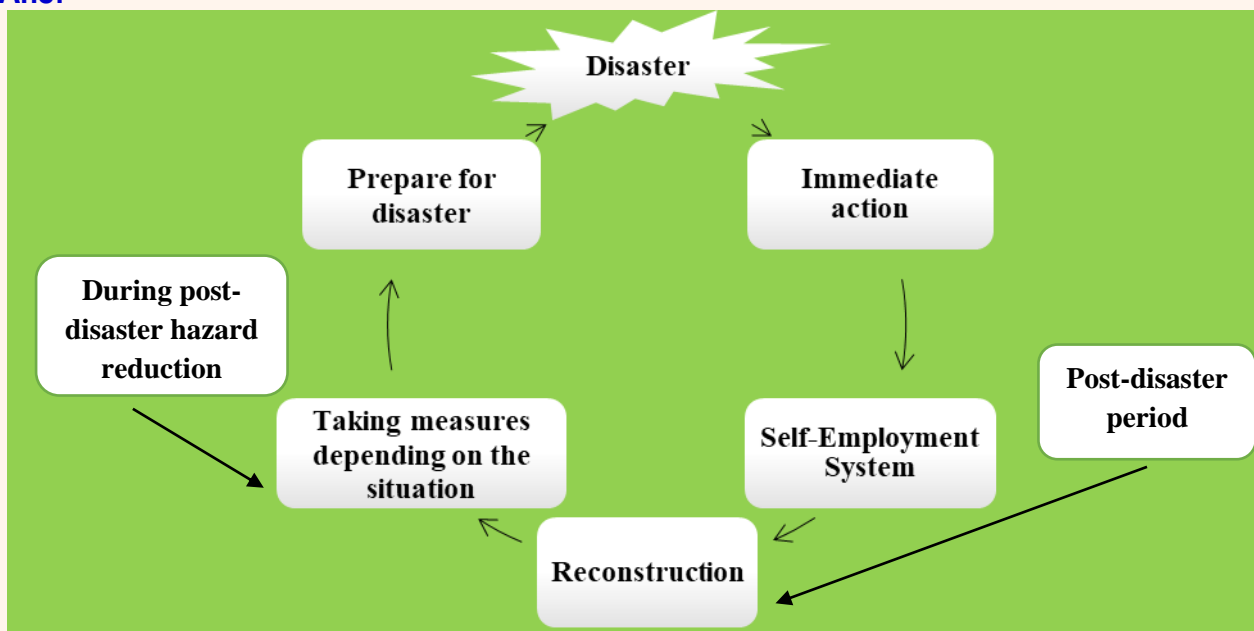 Disaster
Prepare for
disaster
Immediate
action
During post-
disaster hazard
reduction
Post-disaster
period
Taking measures
depending on the
situation
Self-Employment
System
Reconstruction